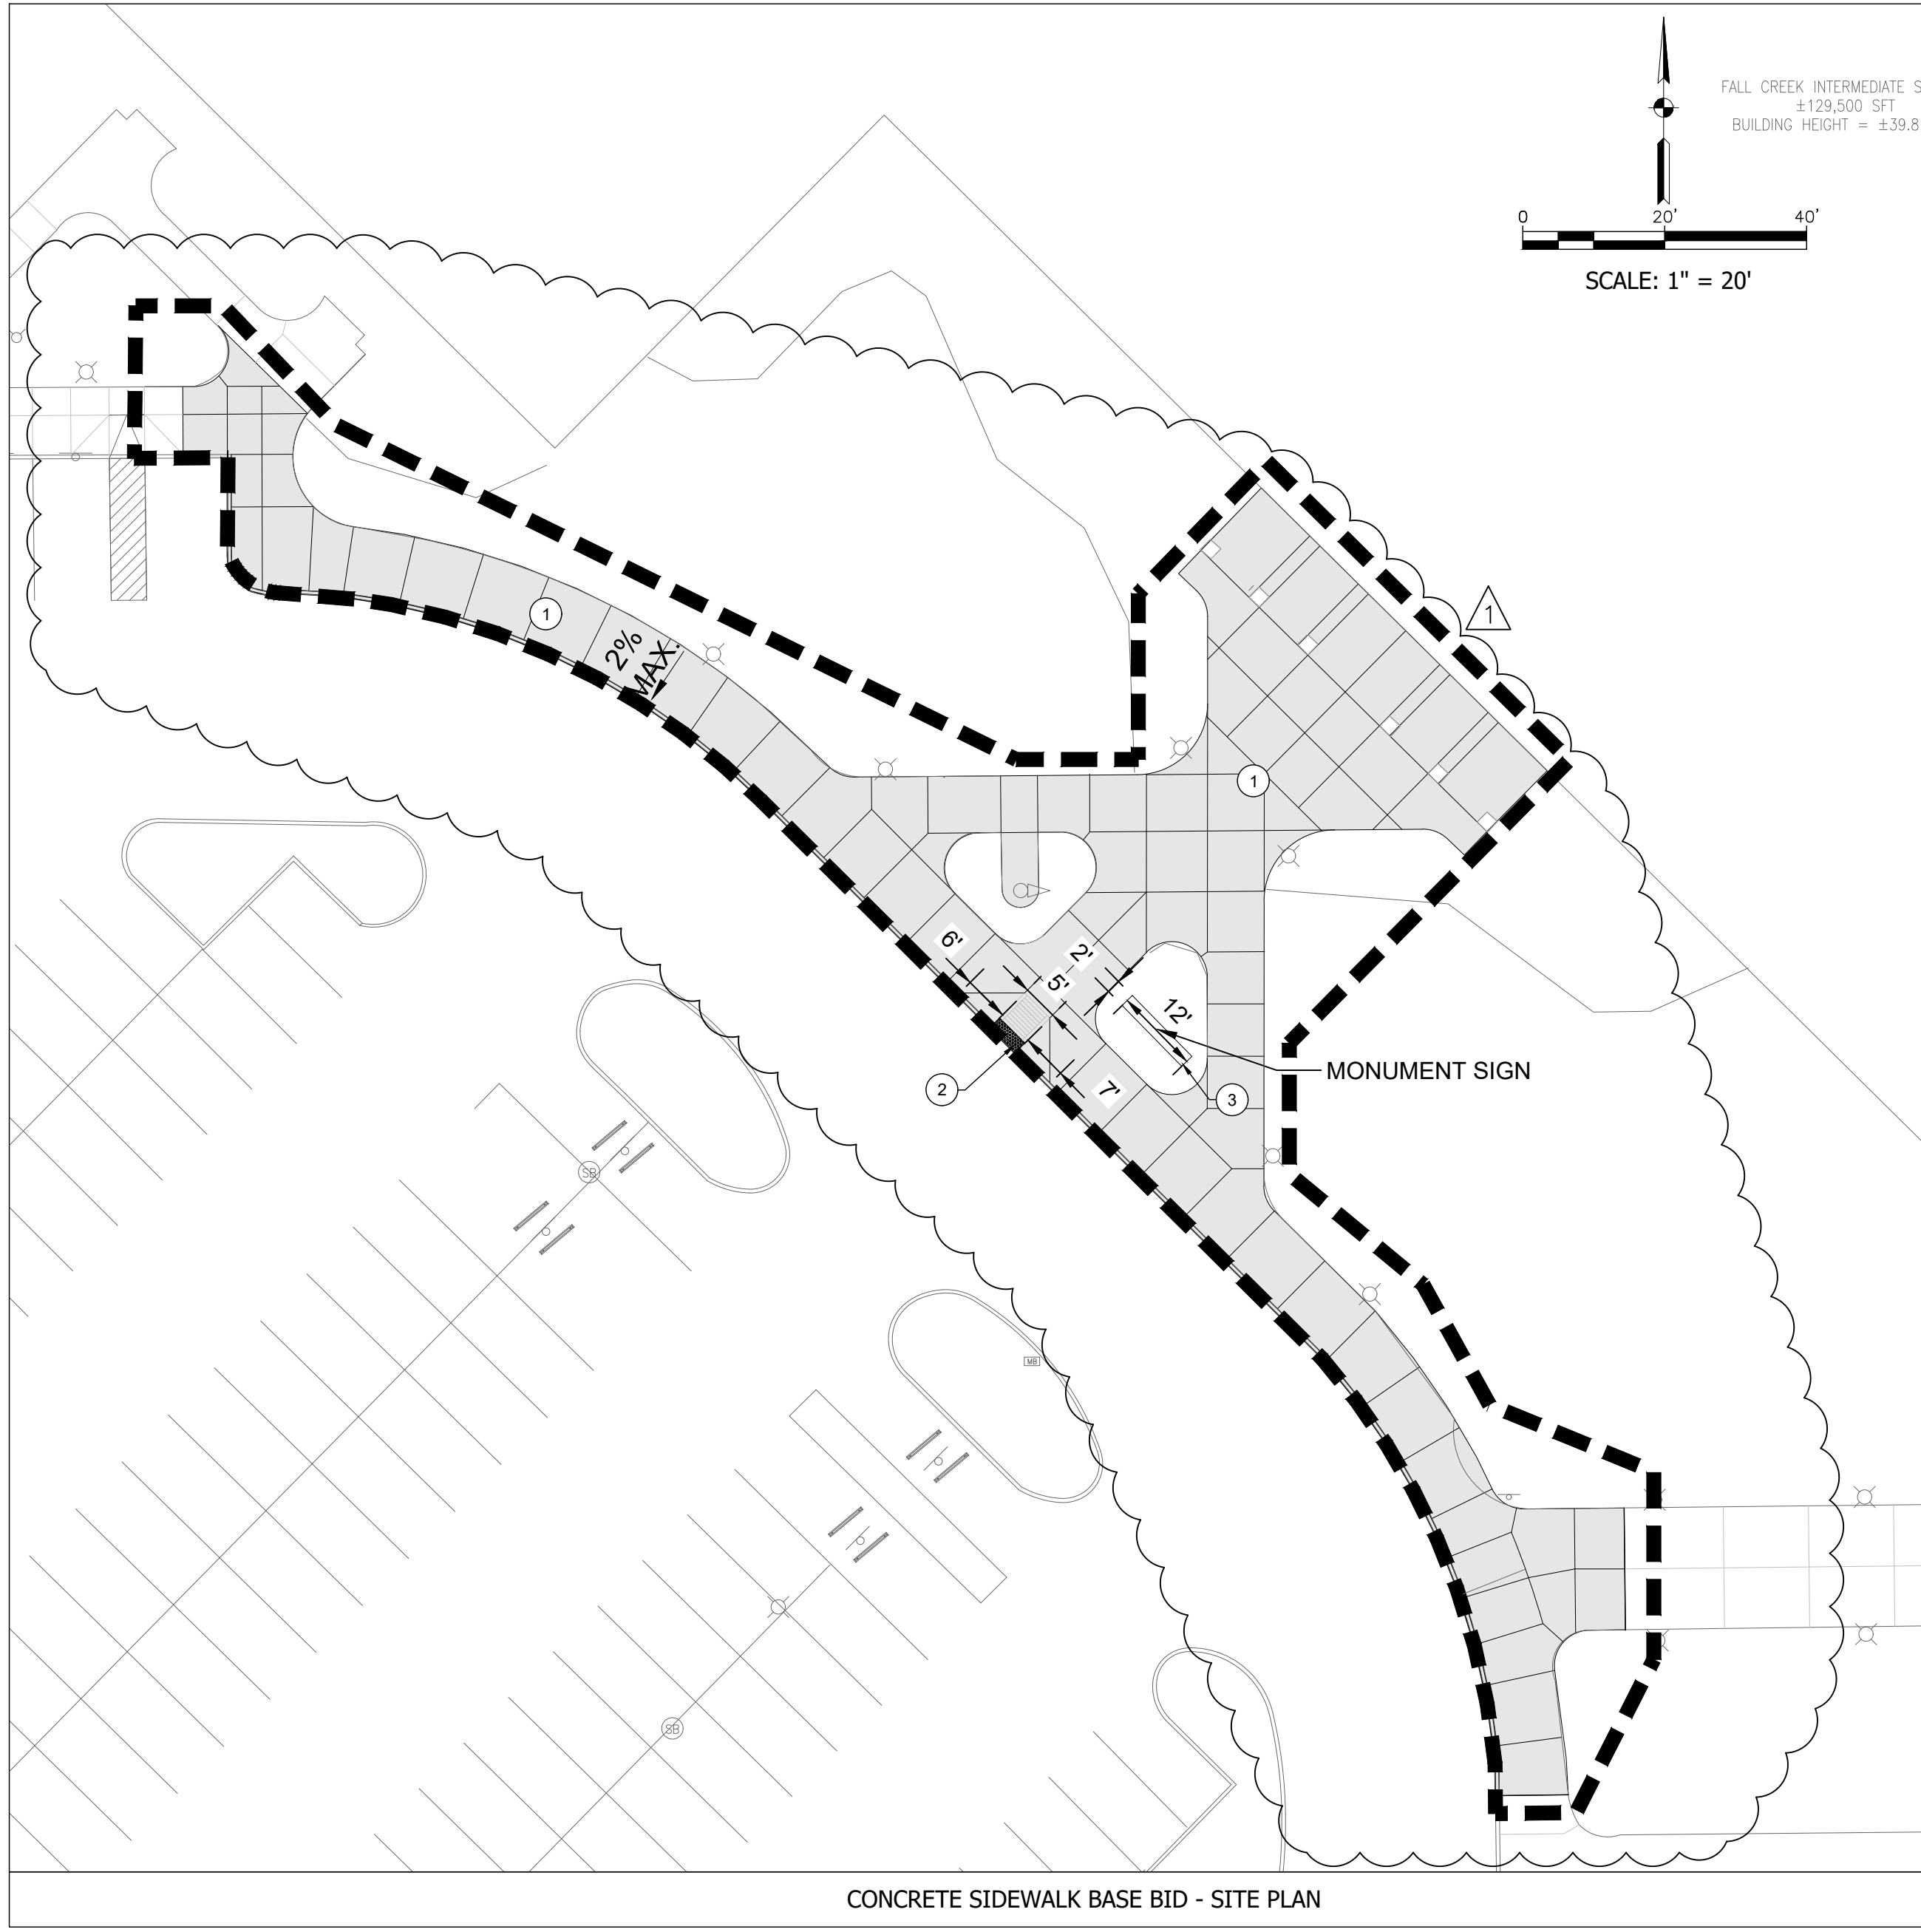 FALL CREEK INTERMEDIATE S
±129,500 SFT
BUILDING HEIGHT = ±39.8
0
20'
40'
SCALE: 1" = 20'
1
1
2%
MAX.
1
6'
2'
5'
12'
MONUMENT SIGN
2
7'
3
SB
MB
SB
CONCRETE SIDEWALK BASE BID - SITE PLAN